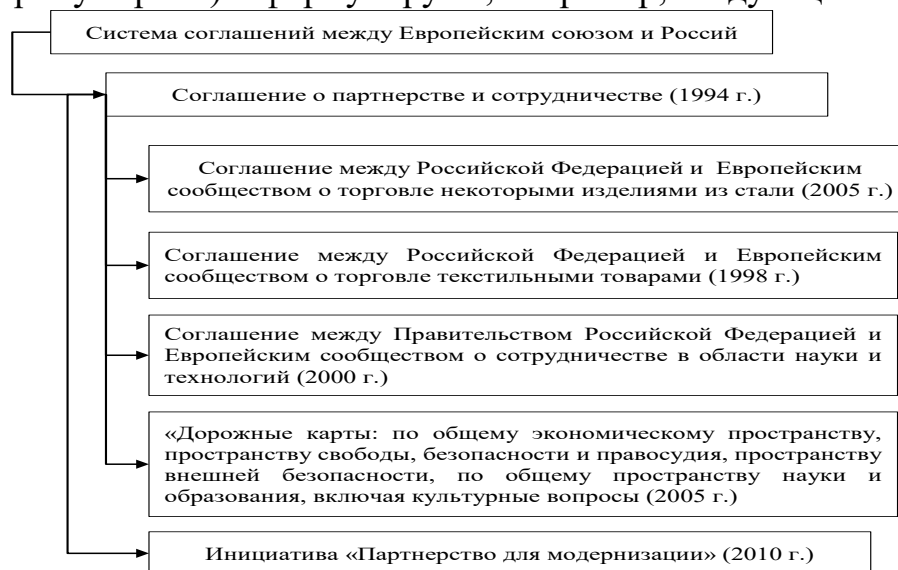 Система соглашений между Европейским союзом и Россий
Соглашение о партнерстве и сотрудничестве (1994 г.)
Соглашение между Российской Федерацией и Европейским
сообществом о торговле некоторыми изделиями из стали (2005 г.)
Соглашение между Российской Федерацией и Европейским
сообществом о торговле текстильными товарами (1998 г.)
Соглашение между Правительством Российской Федерацией и
Европейским сообществом о сотрудничестве в области науки и
технологий (2000 г.)
«Дорожные карты: по общему экономическому пространству,
пространству свободы, безопасности и правосудия, пространству
внешней безопасности, по общему пространству науки и
образования, включая культурные вопросы (2005 г.)
Инициатива «Партнерство для модернизации» (2010 г.)